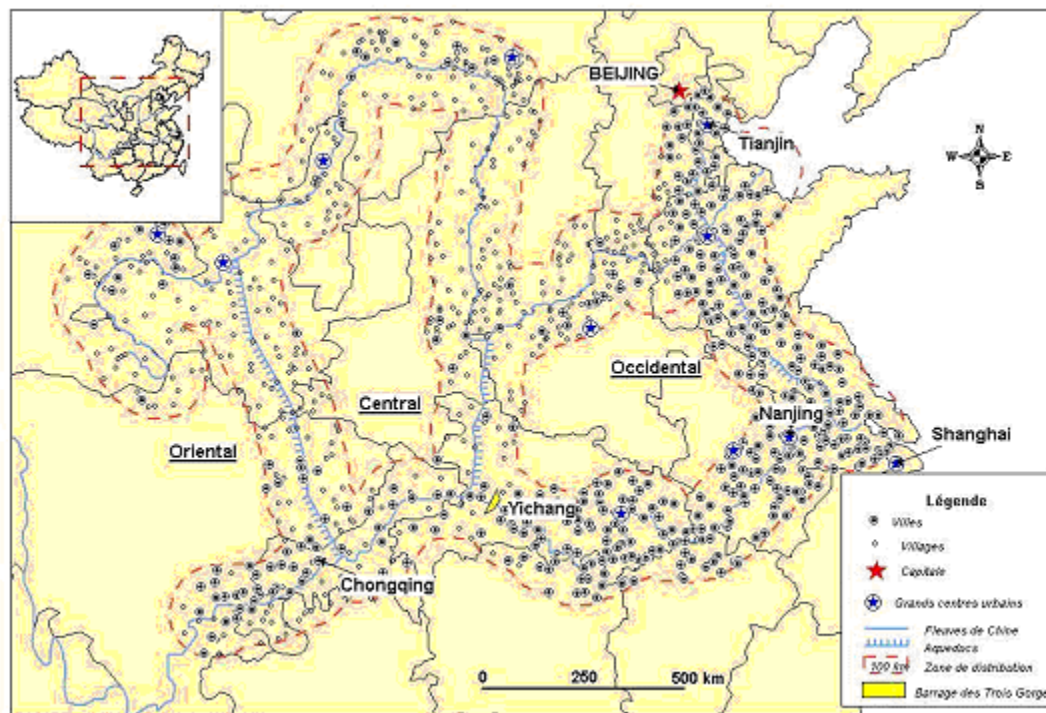 BEIJING
Tianjin
N
W E
S
Occidental
Central
Nanjing
Oriental
Shanghai
Yichang
Chongqing
0 250 500 km
Légende
Villes
Villages
Capitale
Grands centres urbains
Fleuves de Chine
Aqueducs
100 km Zone de distribution
Barrage des Trois Gorge